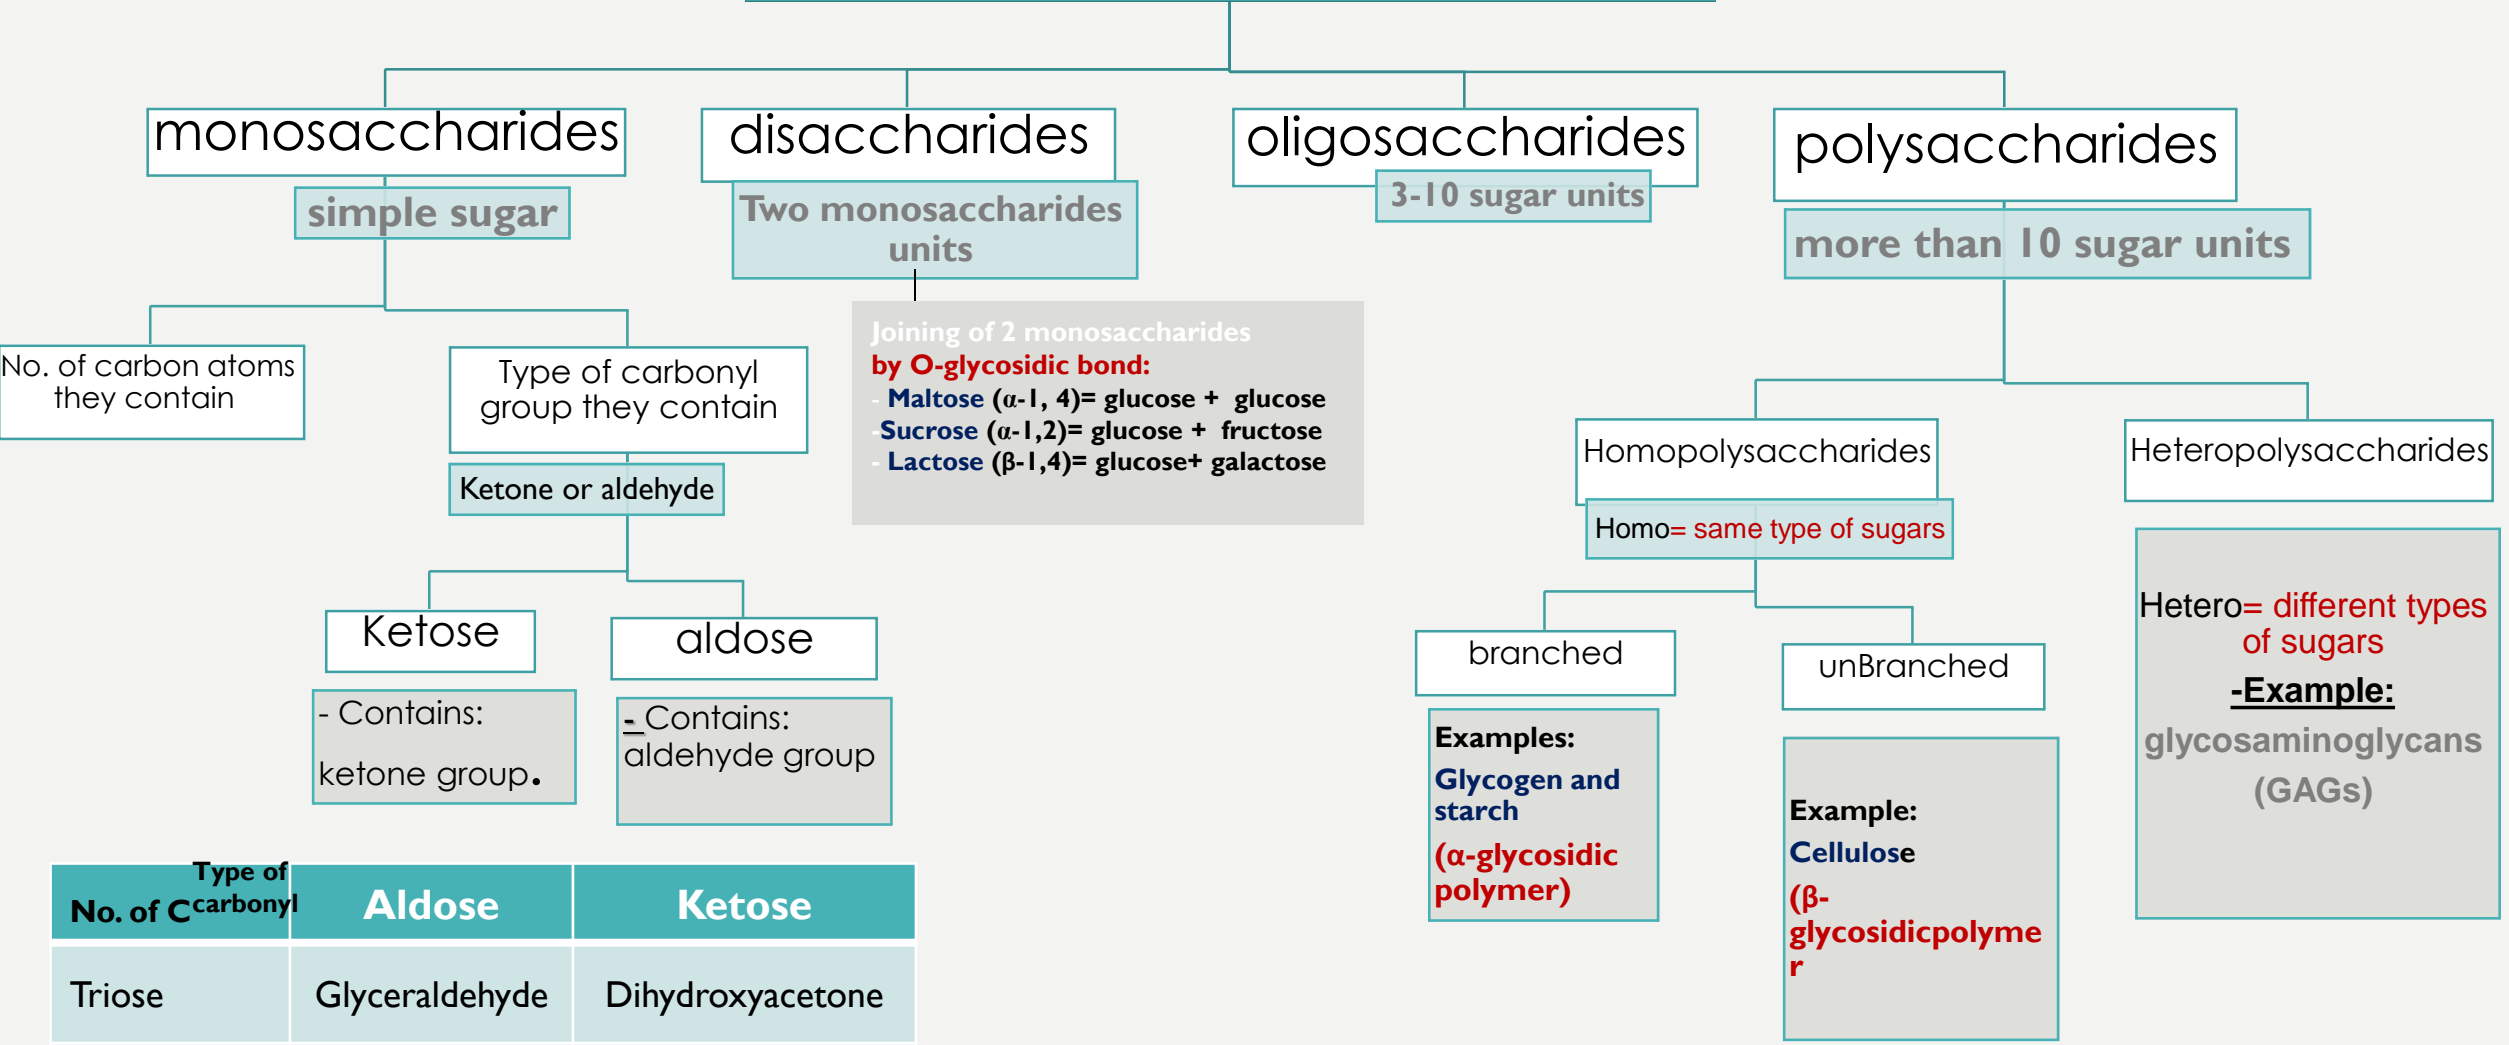 monosaccharides
simple sugar
disaccharides
Two monosaccharides
units
oligosaccharides
3-10 sugar units
polysaccharides
more than 10 sugar units
No. of carbon atoms
they contain
Type of carbonyl
group they contain
Ketone or aldehyde
Joining of 2 monosaccharides
by O-glycosidic bond:
- Maltose (α-1, 4)= glucose + glucose
-Sucrose (α-1,2)= glucose + fructose
- Lactose (β-1,4)= glucose+ galactose
Homopolysaccharides
Homo= same type of sugars
Heteropolysaccharides
Hetero= different types
of sugars
-Example:
glycosaminoglycans
(GAGs)
Ketose
- Contains:
ketone group.
aldose
- Contains:
aldehyde group
branched
Examples:
Glycogen and
starch
(α-glycosidic
polymer)
unBranched
Example:
Cellulose
(β-
glycosidicpolyme
r
Type of
carbonyl
No. of C
Aldose
Ketose
Triose
Glyceraldehyde
Dihydroxyacetone